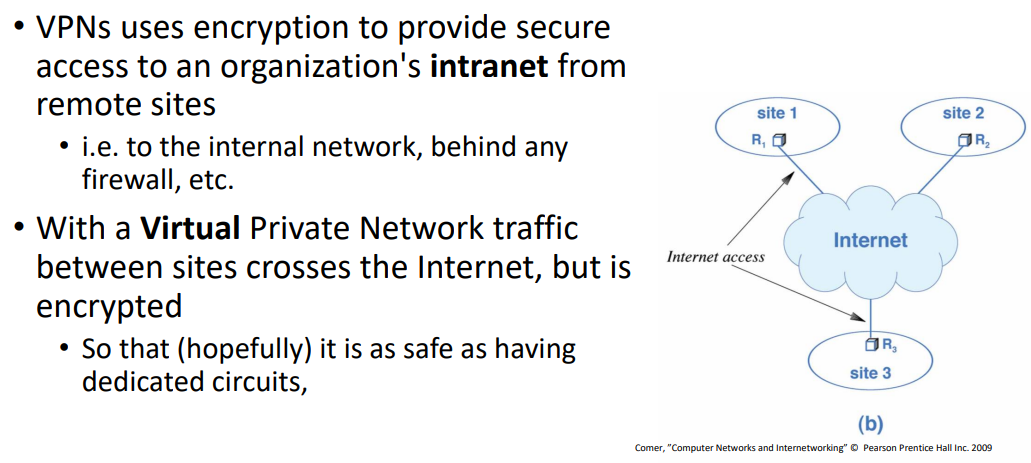 • VPNs uses encryption to provide secure
access to an organization's intranet from
remote sites
• i.e. to the internal network, behind any
firewall, etc.
• With a Virtual Private Network traffic
between sites crosses the Internet, but is
encrypted
• So that (hopefully) it is as safe as having
dedicated circuits,
site 1
R₁
site 2
R₂
Internet
Internet access
R₃
site 3
(b)
Comer, "Computer Networks and Internetworking" © Pearson Prentice Hall Inc. 2009